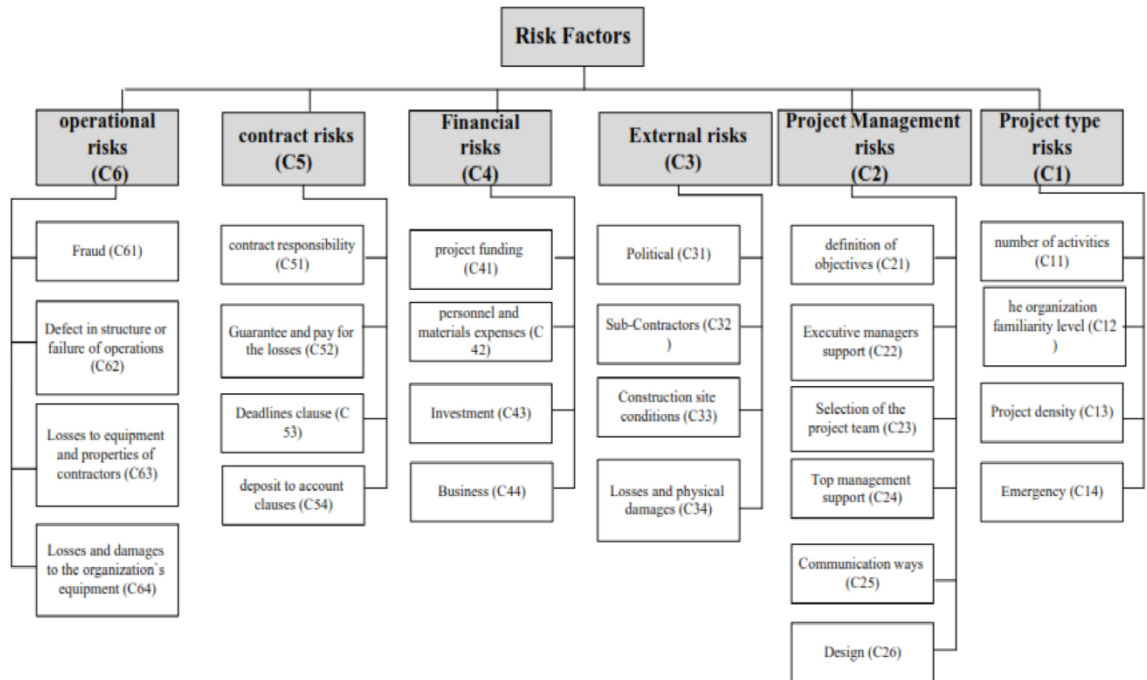 Risk Factors
operational
risks
(C6)
contract risks
(C5)
Financial
risks
(C4)
External risks
(C3)
Project Management
risks
(C2)
Project type
risks
(C1)
Fraud (C61)
Defect in structure or
failure of operations
(C62)
Losses to equipment
and properties of
contractors (C63)
Losses and damages
to the organization`s
equipment (C64)
contract responsibility
(C51)
Guarantee and pay for
the losses (C52)
Deadlines clause (C
53)
deposit to account
clauses (C54)
project funding
(C41)
personnel and
materials expenses (C
42)
Investment (C43)
Business (C44)
Political (C31)
Sub-Contractors (C32
)
Construction site
conditions (C33)
Losses and physical
damages (C34)
definition of
objectives (C21)
Executive managers
support (C22)
Selection of the
project team (C23)
Top management
support (C24)
Communication ways
(C25)
Design (C26)
number of activities
(C11)
he organization
familiarity level (C12
)
Project density (C13)
Emergency (C14)